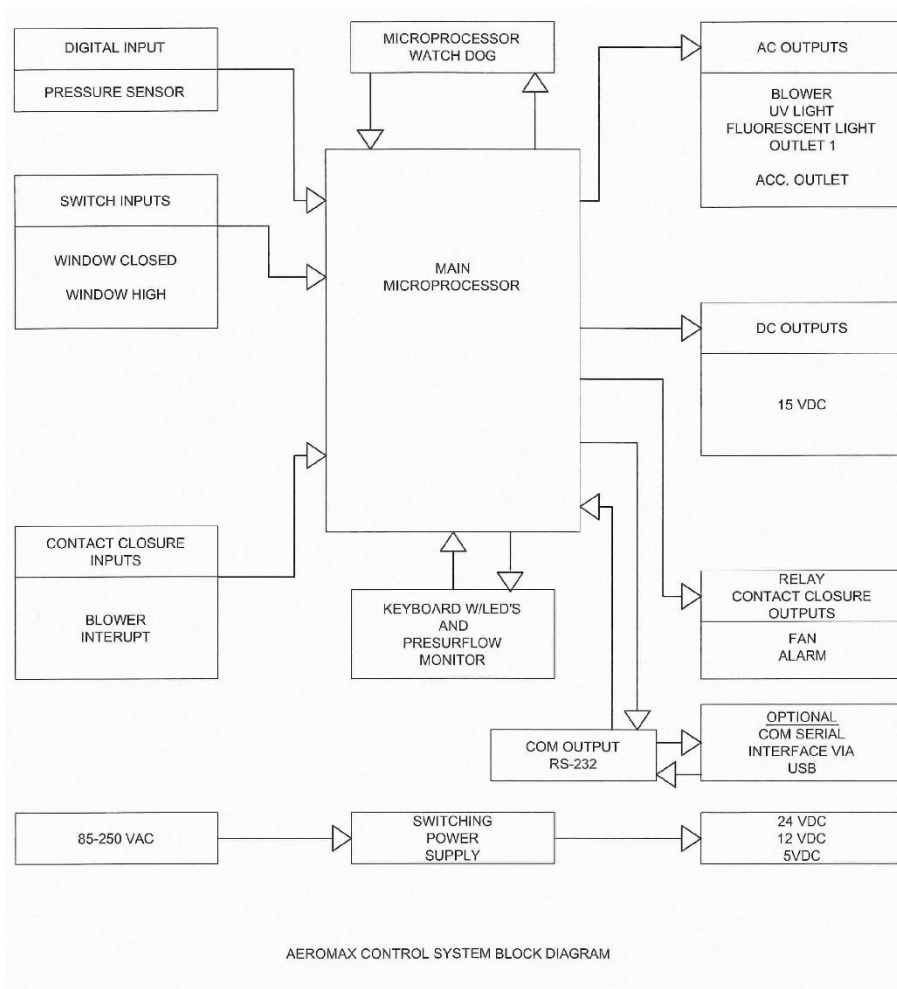 DIGITAL INPUT
PRESSURE SENSOR
MICROPROCESSOR
WATCH DOG
AC OUTPUTS
BLOWER
UV LIGHT
FLUORESCENT LIGHT
OUTLET 1
ACC. OUTLET
SWITCH INPUTS
WINDOW CLOSED
WINDOW HIGH
MAIN
MICROPROCESSOR
DC OUTPUTS
15 VDC
CONTACT CLOSURE
INPUTS
BLOWER
INTERUPT
KEYBOARD W/LED'S
AND
PRESURFLOW
MONITOR
RELAY
CONTACT CLOSURE
OUTPUTS
FAN
ALARM
COM OUTPUT
RS-232
OPTIONAL
COM SERIAL
INTERFACE VIA
USB
85-250 VAC
SWITCHING
POWER
SUPPLY
24 VDC
12 VDC
5VDC
AEROMAX CONTROL SYSTEM BLOCK DIAGRAM